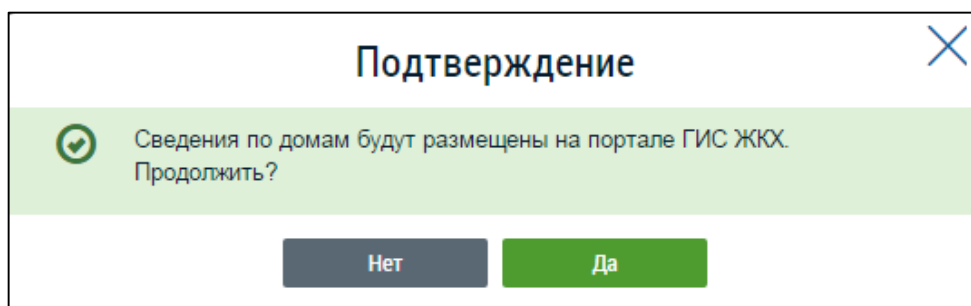 Подтверждение
Сведения по домам будут размещены на портале ГИС ЖКХ.
Продолжить?
Нет
Да